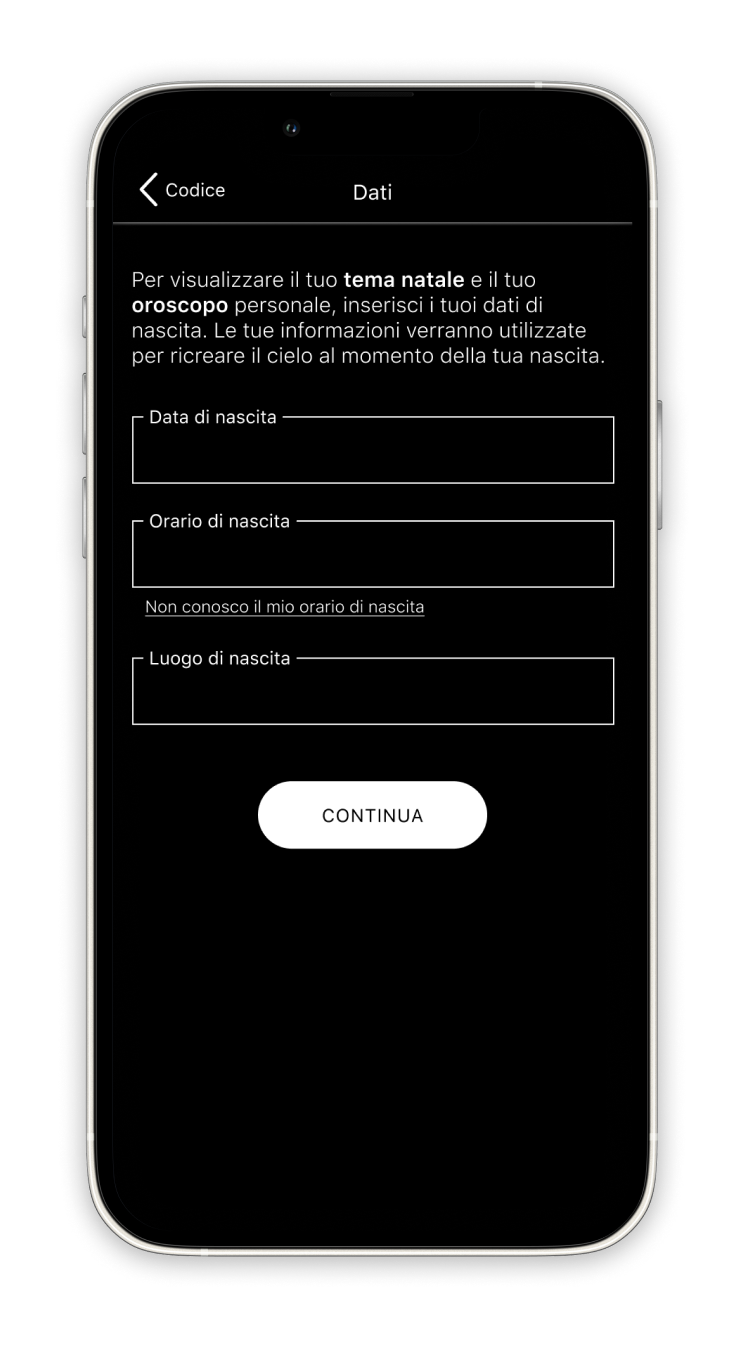 Codice
Dati
Per visualizzare il tuo tema natale e il tuo
oroscopo personale, inserisci i tuoi dati di
nascita. Le tue informazioni verranno utilizzate
per ricreare il cielo al momento della tua nascita.
Data di nascita
Orario di nascita
Non conosco il mio orario di nascita
Luogo di nascita
CONTINUA